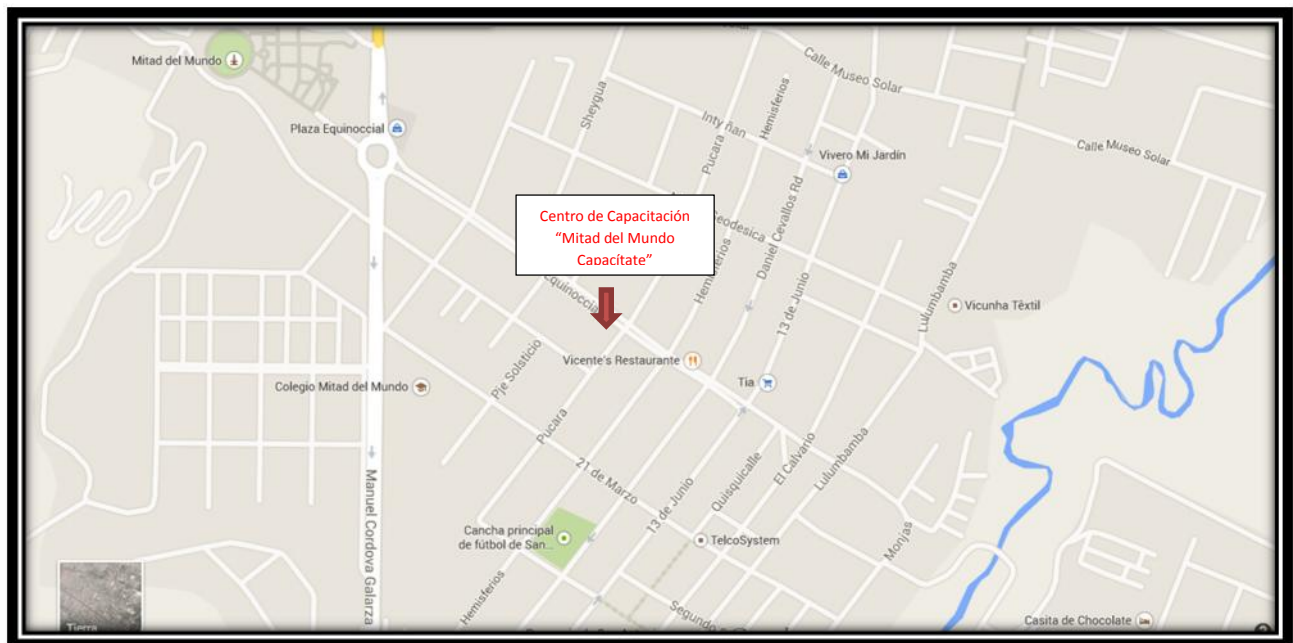 Mitad del Mundo
Calle Museo Solar
Sheygua
Hemisferios
Inty Ñan
Plaza Equinoccial
Pucara
Vivero Mi Jardín
Calle Museo Solar
Centro de Capacitación
“Mitad del Mundo
Capacítate”
Geodesica
Daniel Cevallos Rd
Hemisferios
Equinoccial
13 de Junio
Lulumbamba
Vicunha Têxtil
Pje Solsticio
Vicente's Restaurante
Tia
Colegio Mitad del Mundo
Pucara
21 de Marzo
Quisquicalle
El Calvario
Lulumbamba
Manuel Cordova Galarza
13 de Junio
Cancha principal
de fútbol de San...
TelcoSystem
Monjas
Hemisferios
Segundo
Casita de Chocolate
Tierra